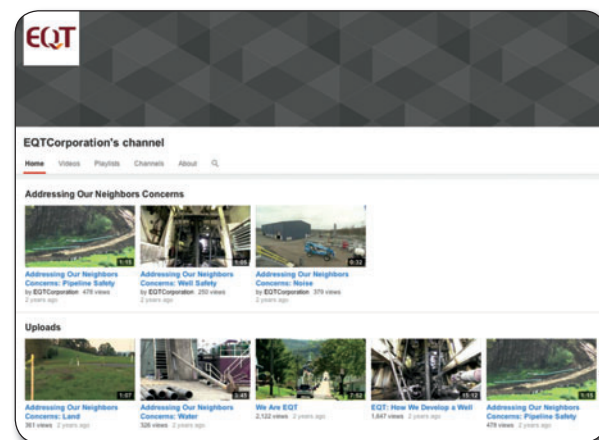 EQT
EQTCorporation's channel
Home Videos Playlists Channels About
Addressing Our Neighbors Concerns
1:15
1:05
0:32
Addressing Our Neighbors
Concerns: Pipeline Safety
by EQTCorporation 478 views
2 years ago
Addressing Our Neighbors
Concerns: Well Safety
by EQTCorporation 250 views
2 years ago
Addressing Our Neighbors
Concerns: Noise
by EQTCorporation 379 views
2 years ago
Uploads
1:07
7:52
15:12
1:15
Addressing Our Neighbors
Concerns: Land
361 views 2 years ago
Addressing Our Neighbors
Concerns: Water
326 views 2 years ago
We Are EQT
2,122 views 2 years ago
EQT: How We Develop a Well
1,647 views 2 years ago
Addressing Our Neighbors
Concerns: Pipeline Safety
478 views 2 years ago